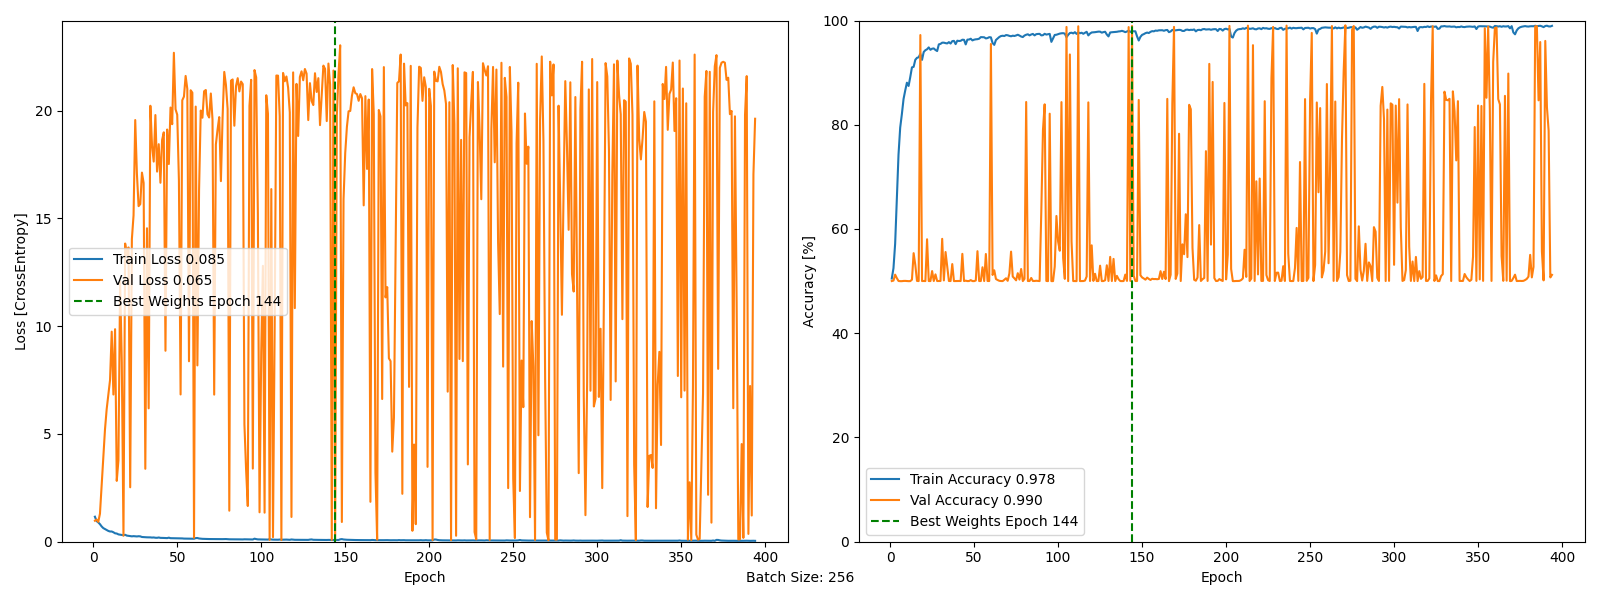 Loss [CrossEntropy]
20
15
10
5
0
Train Loss 0.085
Val Loss 0.065
Best Weights Epoch 144
0 50 100 150 200 250 300 350 400
Epoch
Accuracy [%]
100
80
60
40
20
0
Train Accuracy 0.978
Val Accuracy 0.990
Best Weights Epoch 144
0 50 100 150 200 250 300 350 400
Epoch
Batch Size: 256